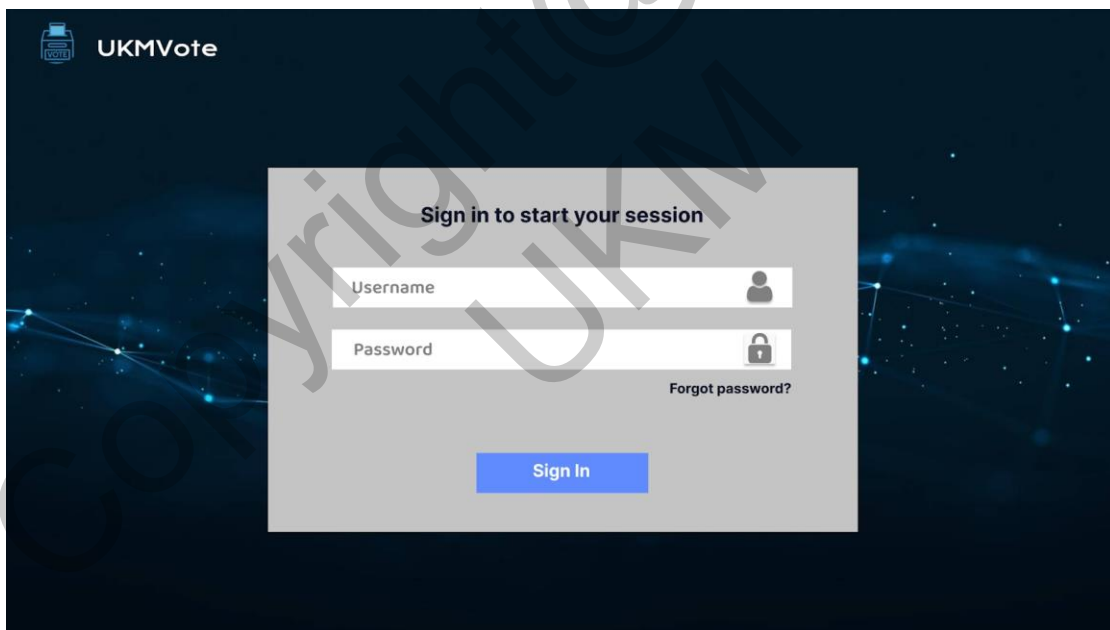 VOTE
UKMVote
Sign in to start your session
Username
Password
Forgot password?
Sign In
Copyright@
UKM